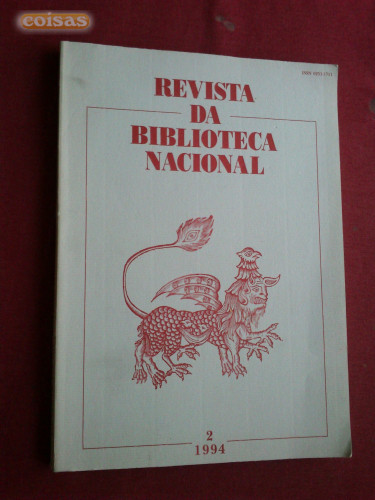 coisas
REVISTA
DA
BIBLIOTECA
NACIONAL
2
1994